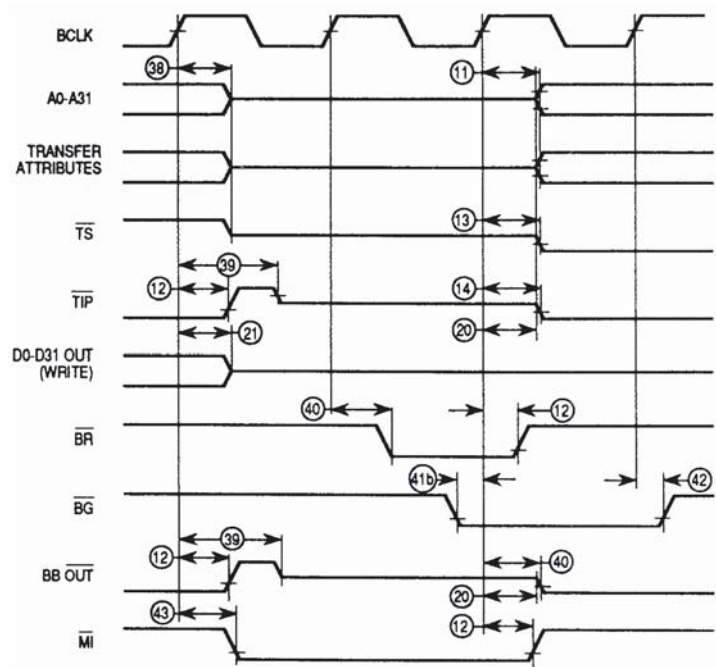 BCLK
38
11
A0-A31
TRANSFER
ATTRIBUTES
13
TS
39
12
14
TIP
21
20
D0-D31 OUT
(WRITE)
40
12
BR
41b
42
BG
39
12
40
BB OUT
20
43
12
MI